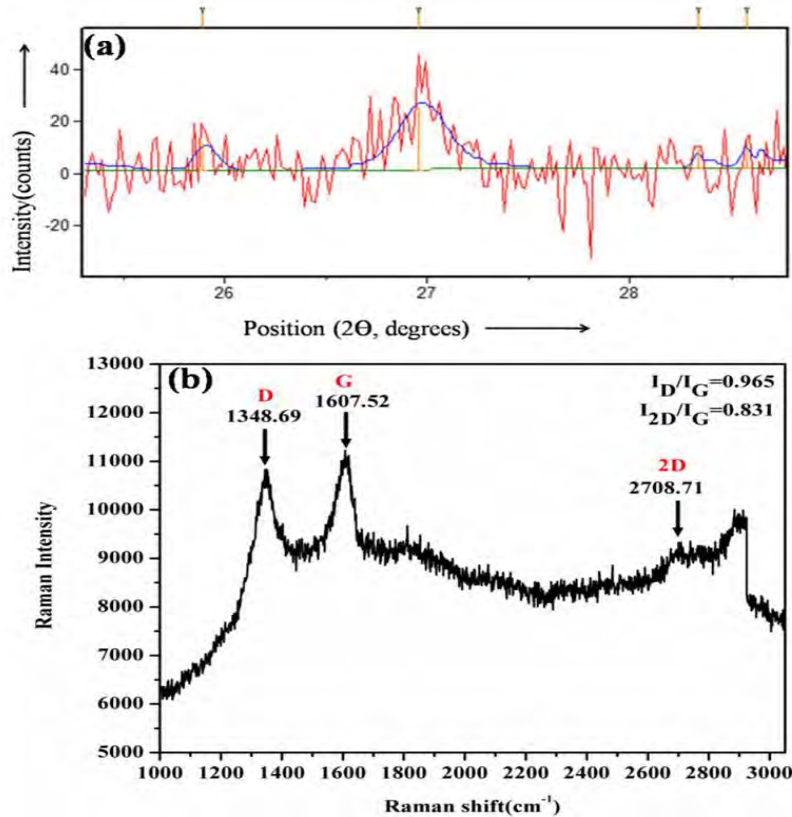 (a)
40
20
0
-20
Intensity(counts)
26 27 28
Position (2Θ, degrees)
(b)
13000
12000
11000
10000
9000
8000
7000
6000
5000
Raman Intensity
D
1348.69
G
1607.52
I_D/I_G=0.965
I_2D/I_G=0.831
2D
2708.71
1000 1200 1400 1600 1800 2000 2200 2400 2600 2800 3000
Raman shift(cm⁻¹)